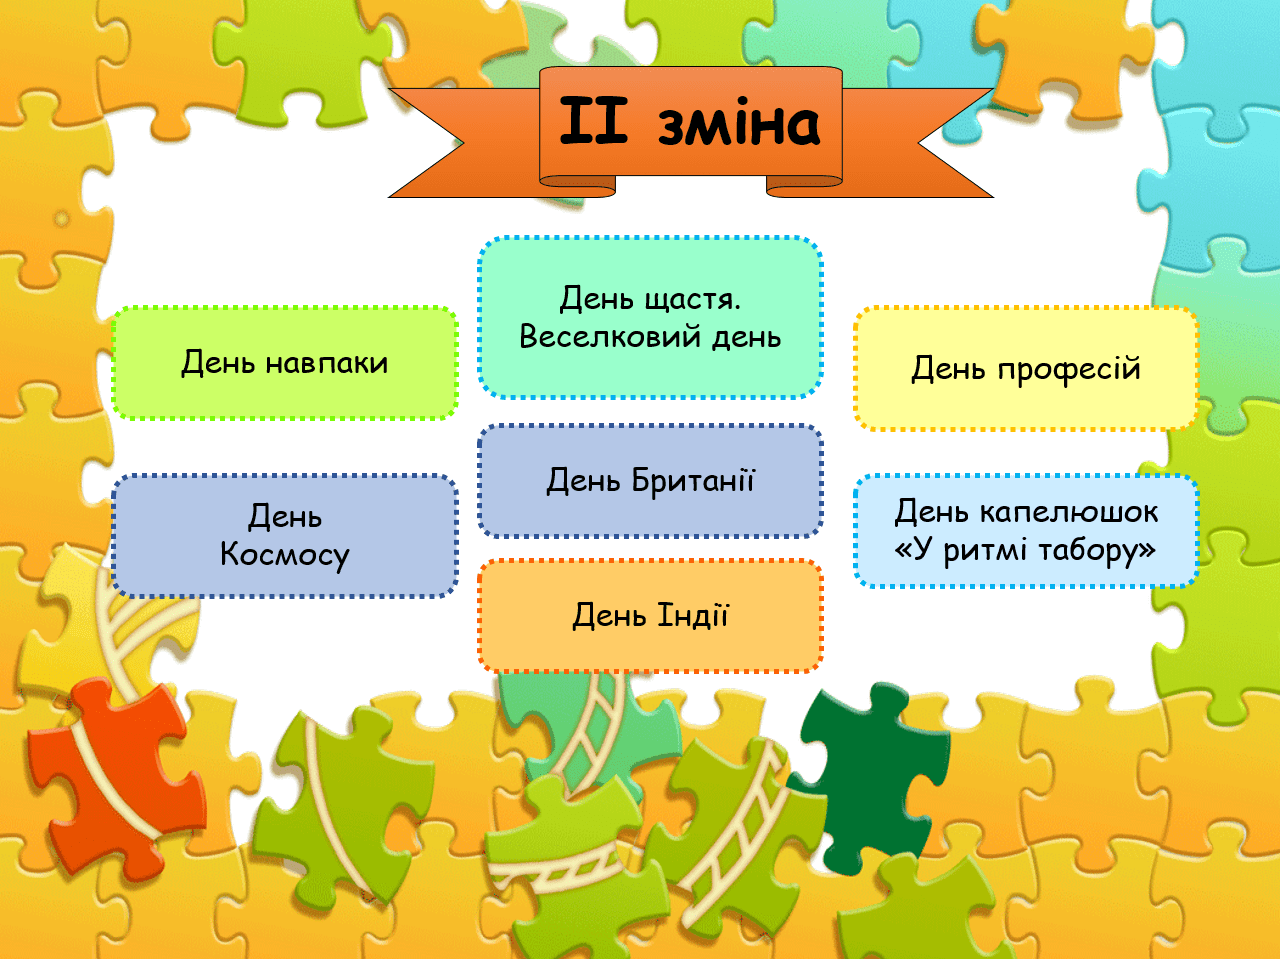 II зміна
День щастя.
Веселковий день
День навпаки
День професій
День Британії
День
Космосу
День капелюшок
«У ритмі табору»
День Індії